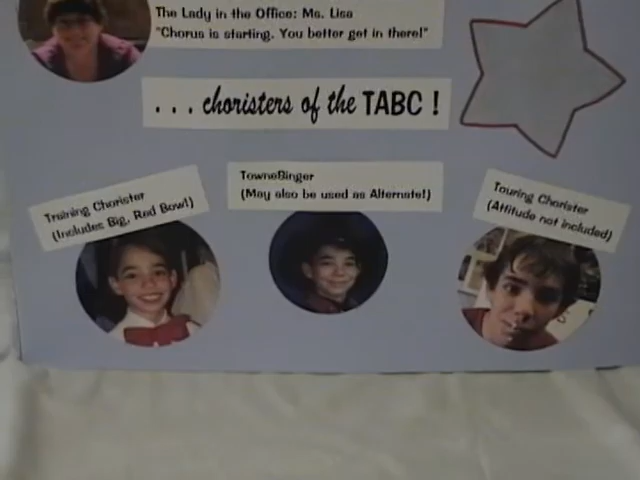 The Lady in the Office: Ms. Lisa
"Chorus is starting. You better get in there!"
. . . choristers of the TABC !
Training Chorister
(Includes Big, Red Bow!)
TowneSinger
(May also be used as Alternate!)
Touring Chorister
(Attitude not included)